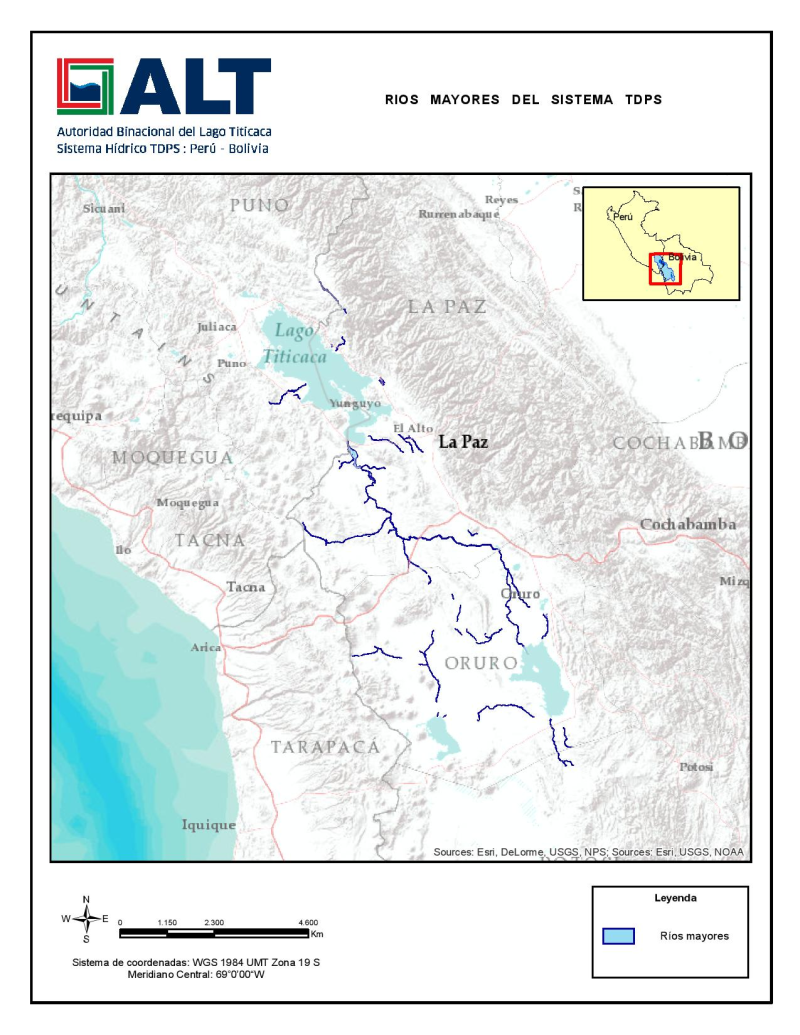 ALT
Autoridad Binacional del Lago Titicaca
Sistema Hídrico TDPS : Perú - Bolivia
RIOS MAYORES DEL SISTEMA TDPS
Sicuani
PUNO
Reyes
Rurrenabaque
S
R
Perú
Bolivia
LA PAZ
UNTAINS
Juliaca
Lago
Titicaca
Puno
Yunguyo
requipa
El Alto
La Paz
COCHABAMB
BO
MOQUEGUA
Moquegua
Cochabamba
TACNA
Ilo
Tacna
Mizq
Oruro
Arica
ORURO
TARAPACÁ
Potosi
Iquique
Sources: Esri, DeLorme, USGS, NPS; Sources: Esri, USGS, NOAA
POTOSI
N
W E
S
0 1.150 2.300 4.600
Km
Sistema de coordenadas: WGS 1984 UMT Zona 19 S
Meridiano Central: 69°0'00"W
Leyenda
Rios mayores